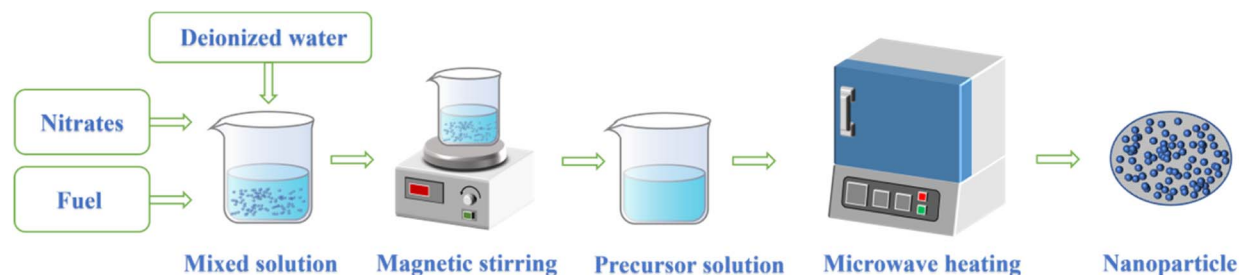 Deionized water
Nitrates
Fuel
Mixed solution
Magnetic stirring
Precursor solution
Microwave heating
Nanoparticle